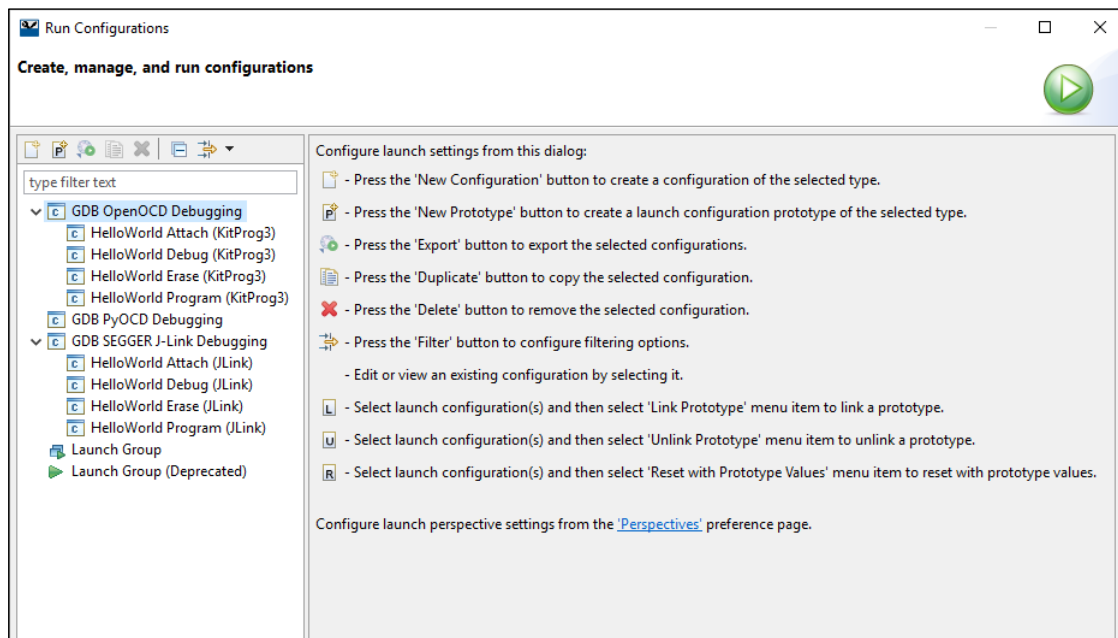 Run Configurations
Create, manage, and run configurations
type filter text
GDB OpenOCD Debugging
HelloWorld Attach (KitProg3)
HelloWorld Debug (KitProg3)
HelloWorld Erase (KitProg3)
HelloWorld Program (KitProg3)
GDB PyOCD Debugging
GDB SEGGER J-Link Debugging
HelloWorld Attach (JLink)
HelloWorld Debug (JLink)
HelloWorld Erase (JLink)
HelloWorld Program (JLink)
Launch Group
Launch Group (Deprecated)
Configure launch settings from this dialog:
- Press the 'New Configuration' button to create a configuration of the selected type.
P - Press the 'New Prototype' button to create a launch configuration prototype of the selected type.
- Press the 'Export' button to export the selected configurations.
- Press the 'Duplicate' button to copy the selected configuration.
- Press the 'Delete' button to remove the selected configuration.
- Press the 'Filter' button to configure filtering options.
- Edit or view an existing configuration by selecting it.
L - Select launch configuration(s) and then select 'Link Prototype' menu item to link a prototype.
U - Select launch configuration(s) and then select 'Unlink Prototype' menu item to unlink a prototype.
R - Select launch configuration(s) and then select 'Reset with Prototype Values' menu item to reset with prototype values.
Configure launch perspective settings from the 'Perspectives' preference page.